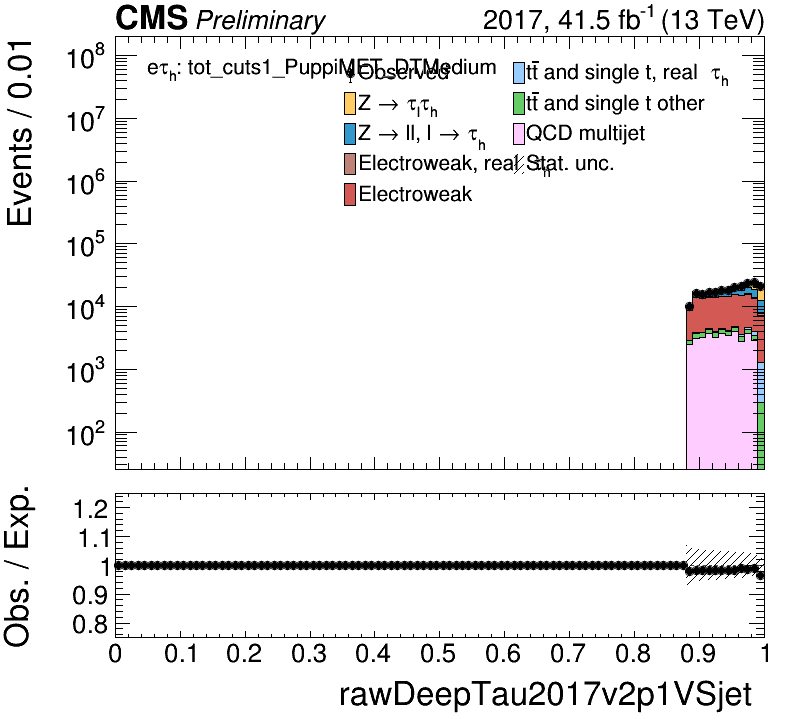 CMS Preliminary 2017, 41.5 fb⁻¹ (13 TeV)
Events / 0.01
10⁸
10⁷
10⁶
10⁵
10⁴
10³
10²
eτₕ: tot_cuts1_PuppiMET_DTMedium
Observed
Z → τₗτₕ
Z → ll, l → τₕ
Electroweak, real τₕ
Electroweak
tt̄ and single t, real τₕ
tt̄ and single t other
QCD multijet
Stat. unc.
Obs. / Exp.
1.2
1.1
1
0.9
0.8
0 0.1 0.2 0.3 0.4 0.5 0.6 0.7 0.8 0.9 1
rawDeepTau2017v2p1VSjet